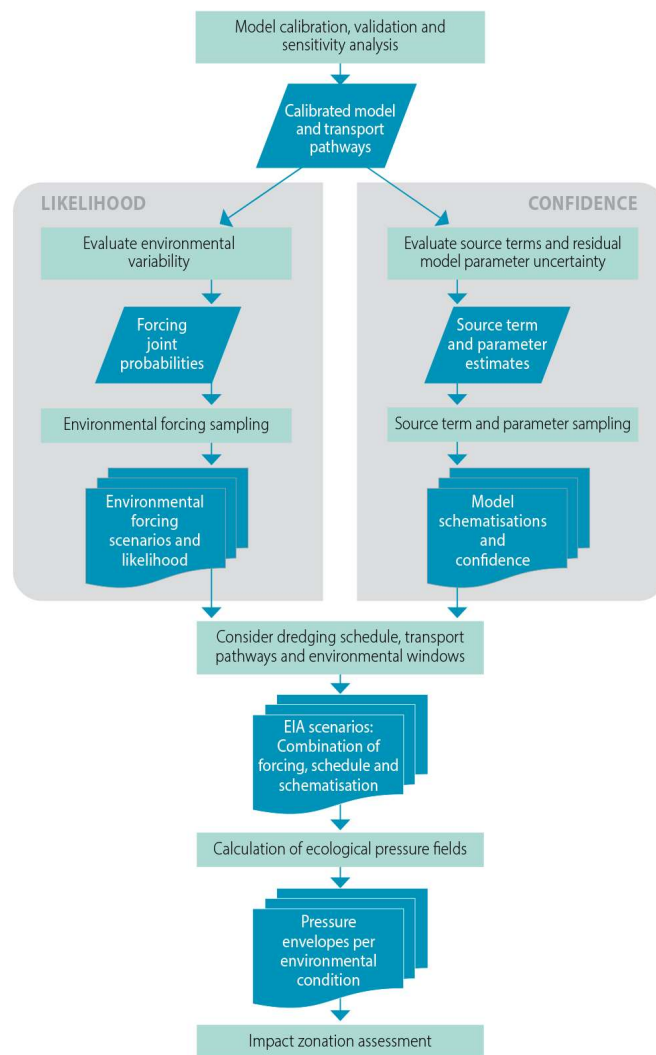 Model calibration, validation and
sensitivity analysis
Calibrated model
and transport
pathways
LIKELIHOOD
Evaluate environmental
variability
Forcing
joint
probabilities
Environmental forcing sampling
Environmental
forcing
scenarios and
likelihood
CONFIDENCE
Evaluate source terms and residual
model parameter uncertainty
Source term
and parameter
estimates
Source term and parameter sampling
Model
schematisations
and
confidence
Consider dredging schedule, transport
pathways and environmental windows
EIA scenarios:
Combination of
forcing, schedule and
schematisation
Calculation of ecological pressure fields
Pressure
envelopes per
environmental
condition
Impact zonation assessment